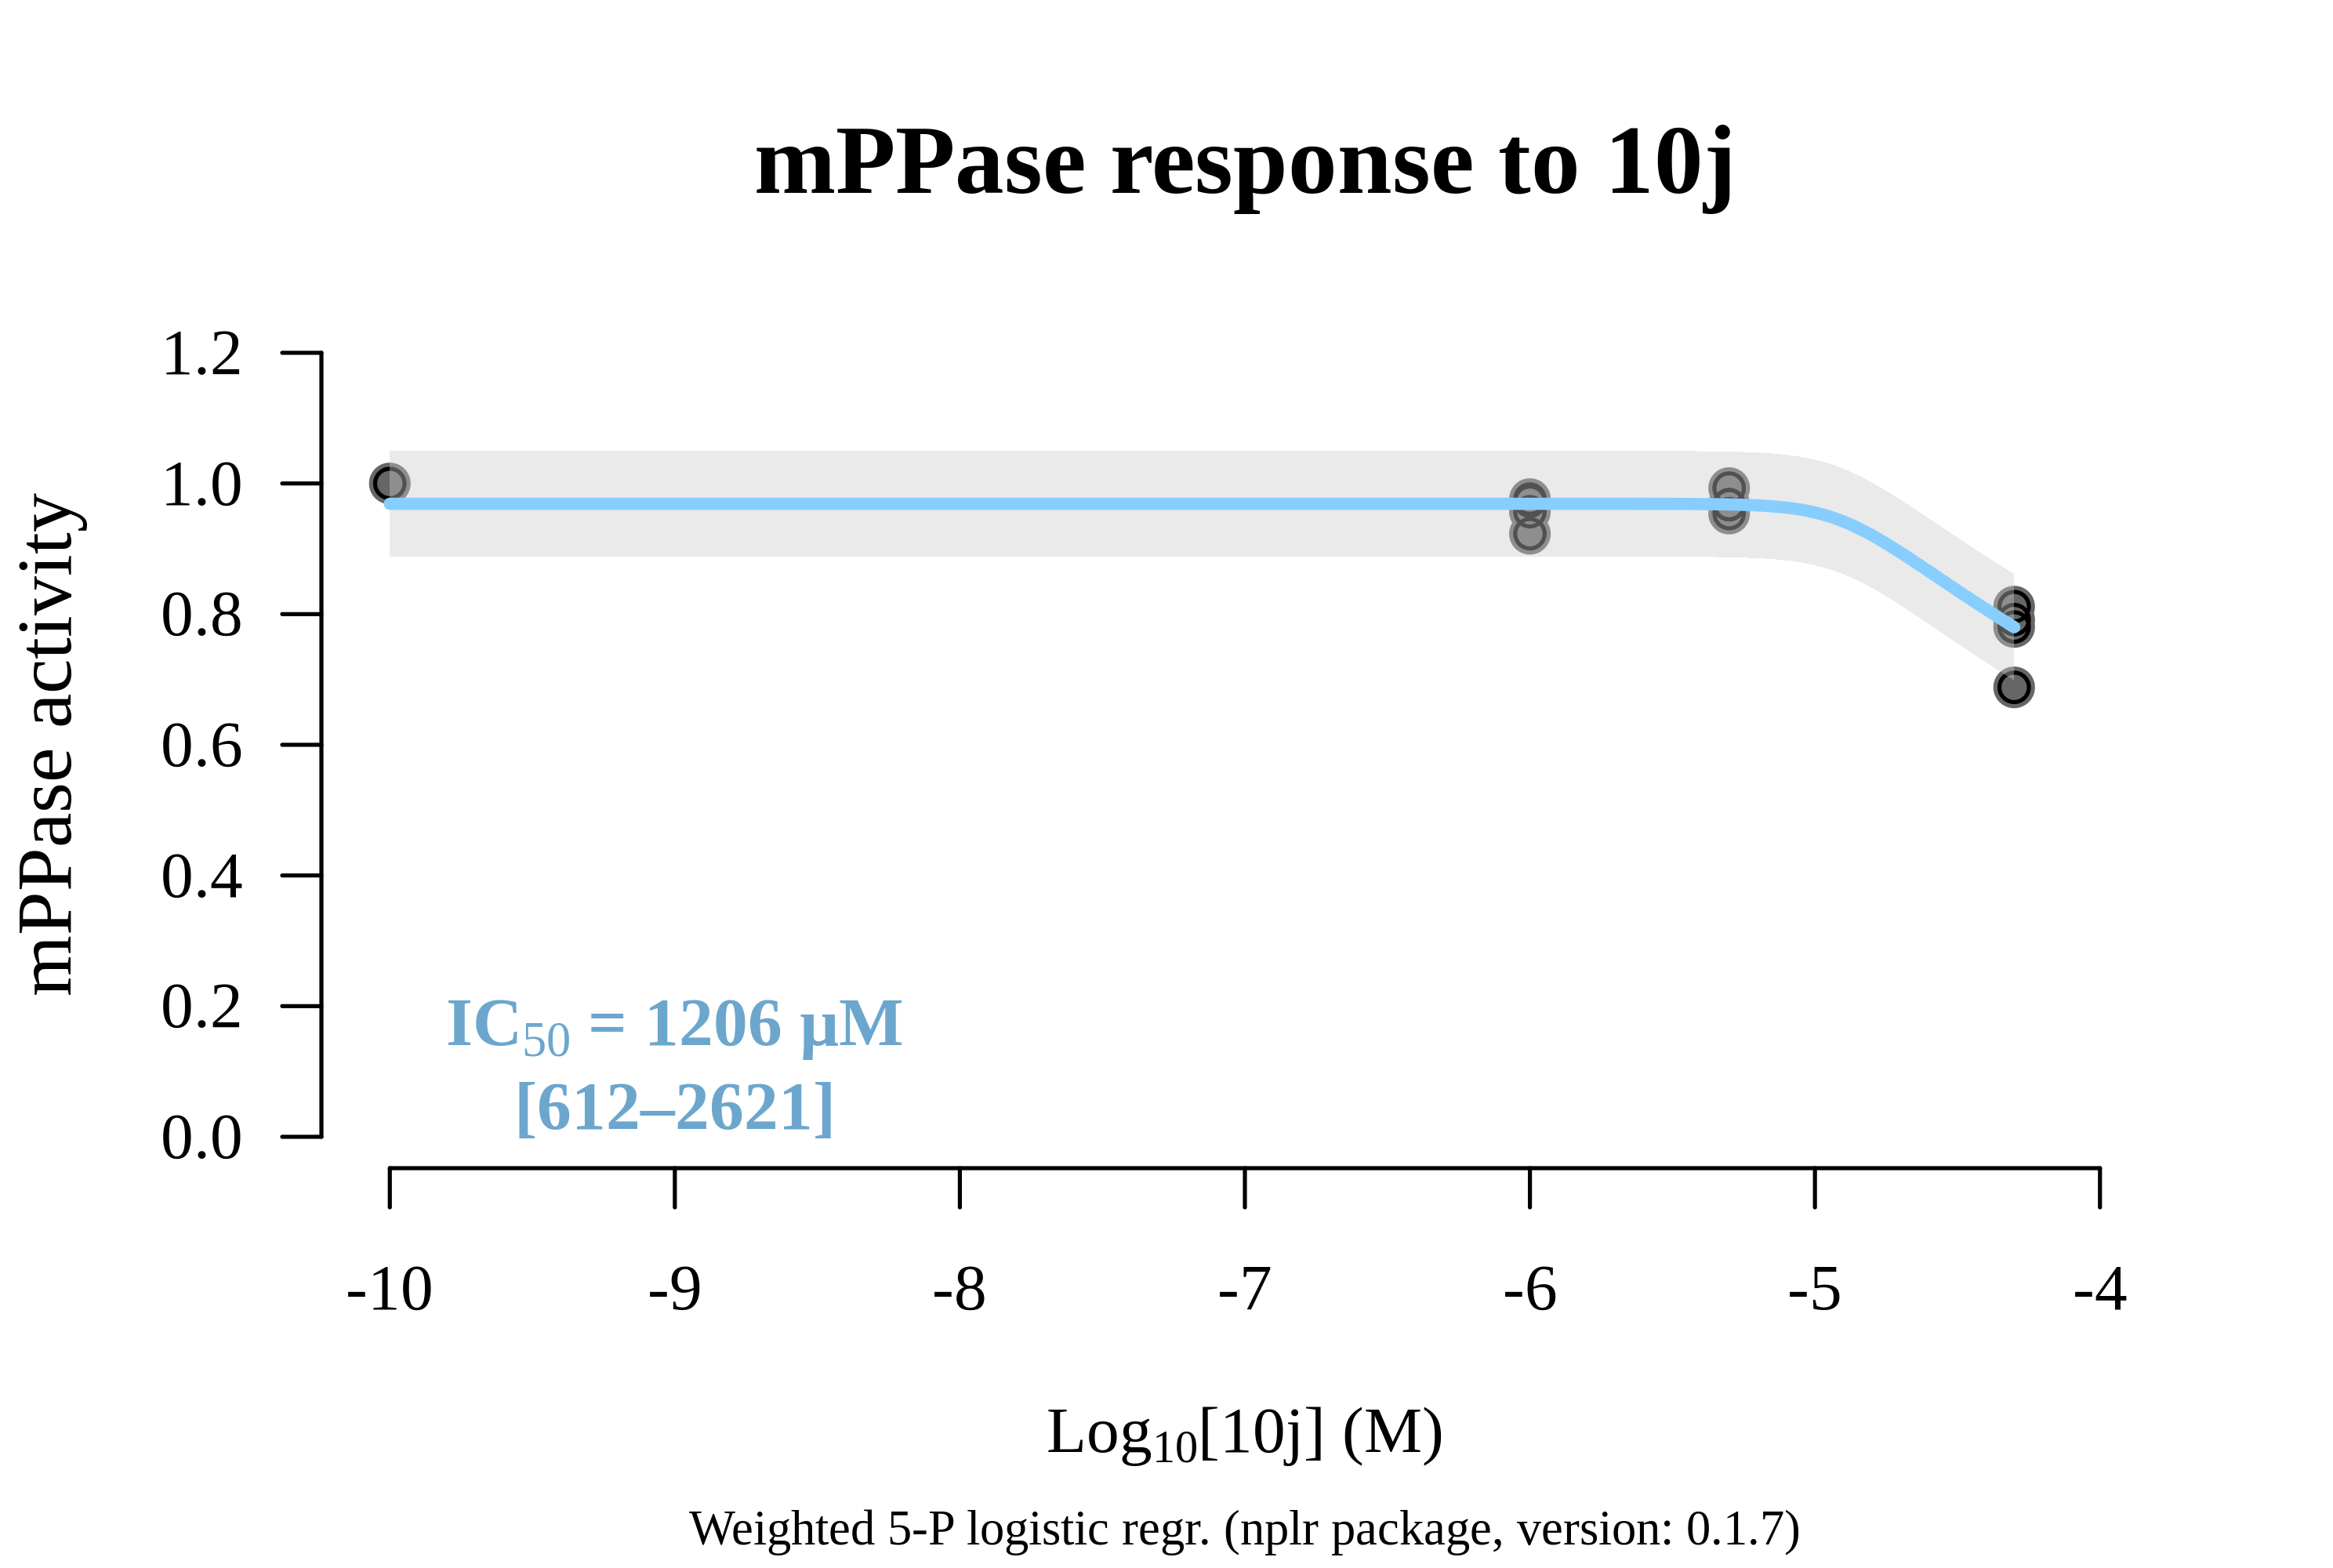 mPPase response to 10j
mPPase activity
1.2
1.0
0.8
0.6
0.4
0.2
0.0
IC50 = 1206 µM
[612–2621]
-10 -9 -8 -7 -6 -5 -4
Log10[10j] (M)
Weighted 5-P logistic regr. (nplr package, version: 0.1.7)